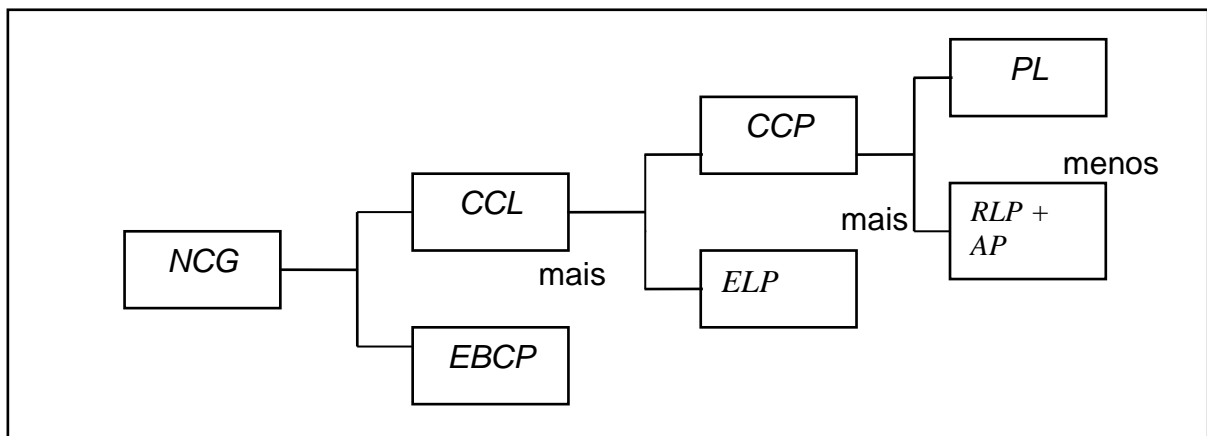 PL
CCP
menos
CCL
mais
RLP +
AP
NCG
mais
ELP
EBCP